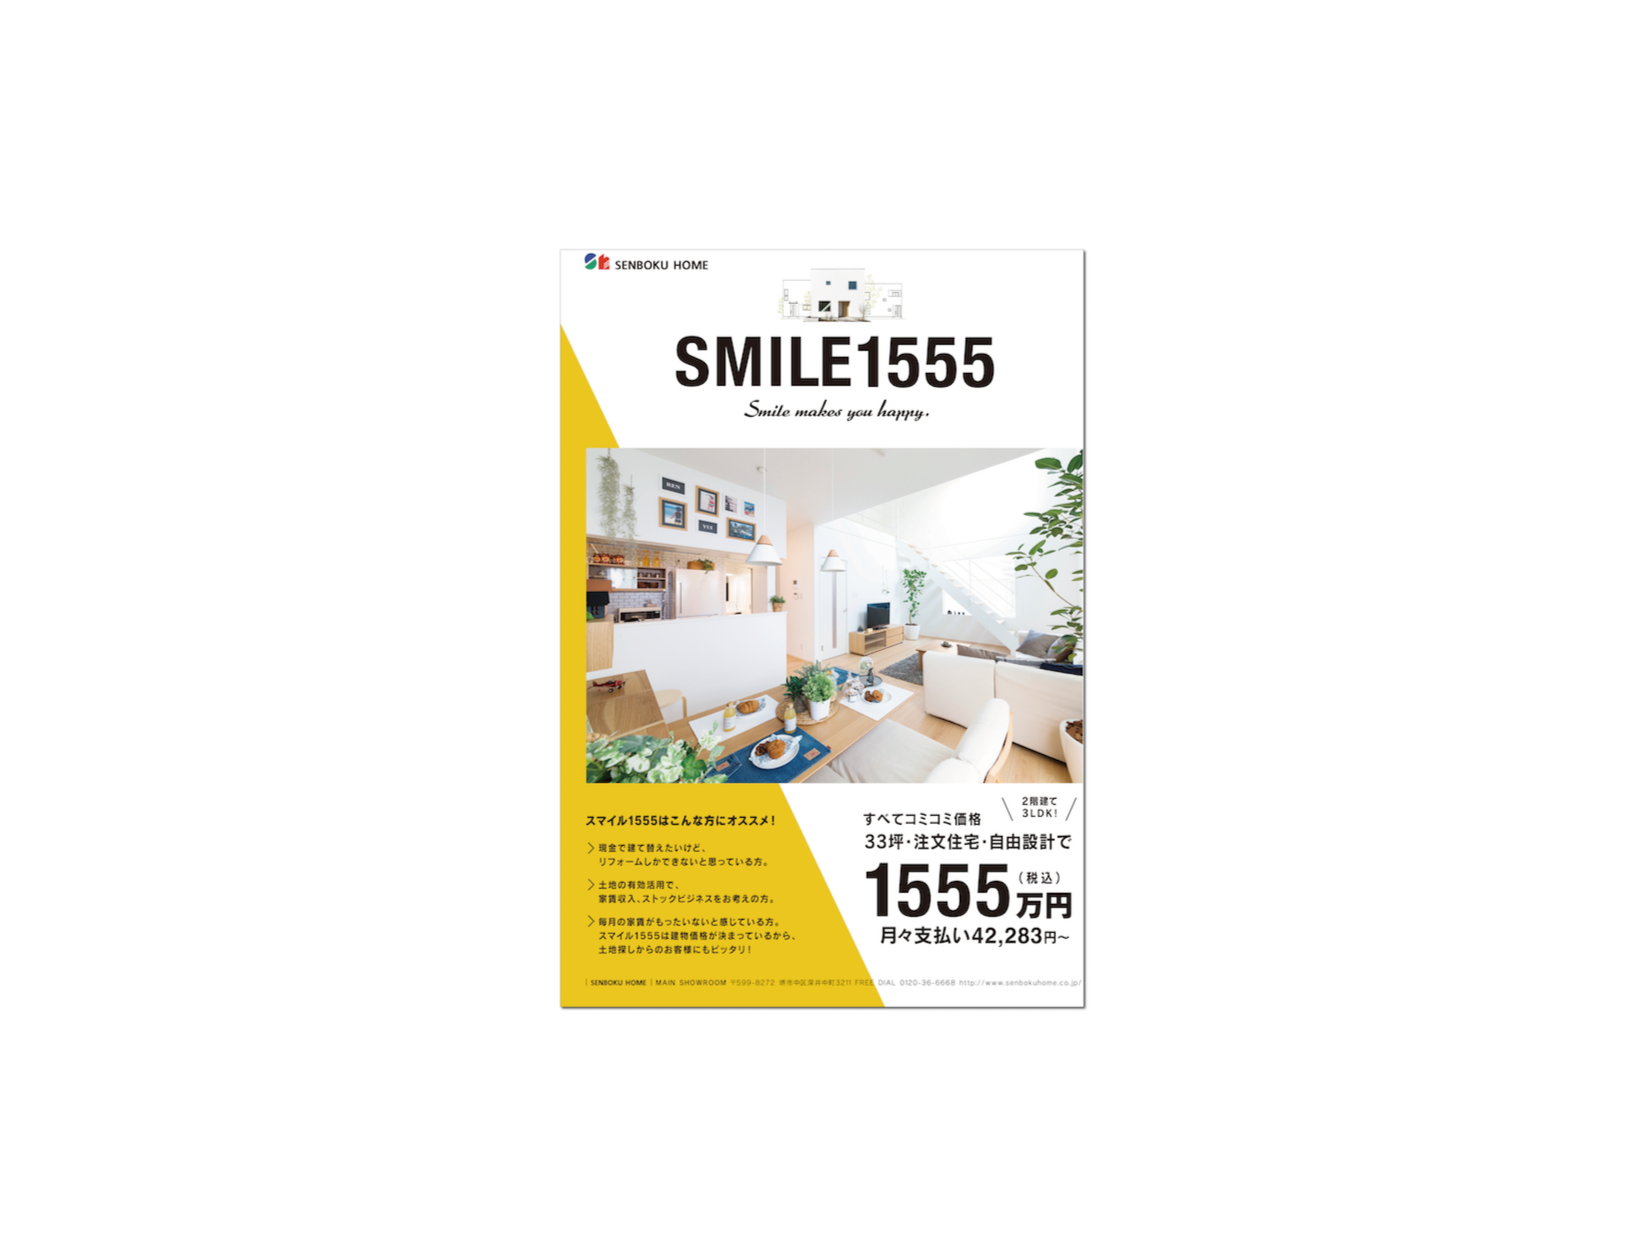 SENBOKU HOME
SMILE1555
Smile makes you happy.
REN
YES
スマイル1555はこんな方にオススメ!
現金で建て替えたいけど、
リフォームしかできないと思っている方。
土地の有効活用で、
家賃収入、ストックビジネスをお考えの方。
毎月の家賃がもったいないと感じている方。
スマイル1555は建物価格が決まっているから、
土地探しからのお客様にもピッタリ!
2階建て
3LDK!
すべてコミコミ価格
33坪・注文住宅・自由設計で
1555万円(税込)
月々支払い42,283円〜
| SENBOKU HOME | MAIN SHOWROOM 〒599-8272 堺市中区深井中町3211 FREE DIAL 0120-36-6668 http://www.senbokuhome.co.jp/